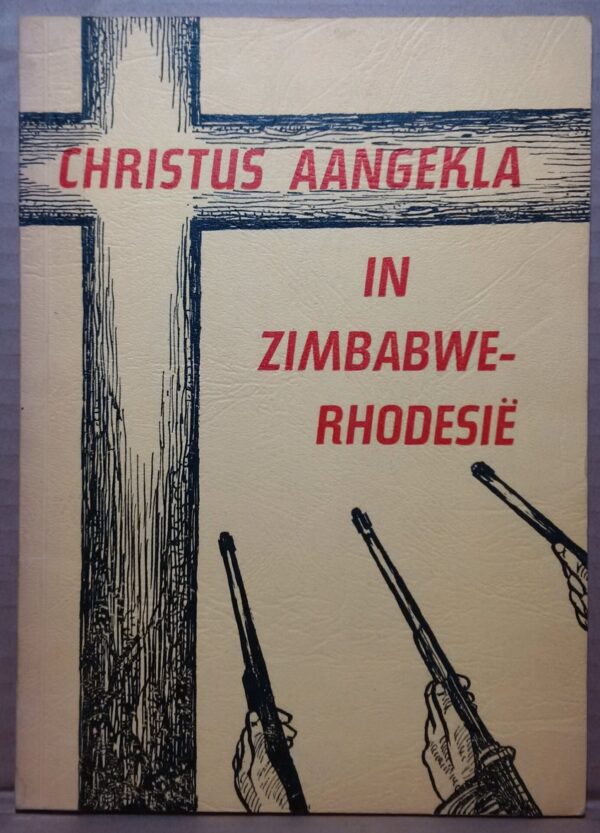 CHRISTUS AANGEKLA
IN
ZIMBABWE-
RHODESIË